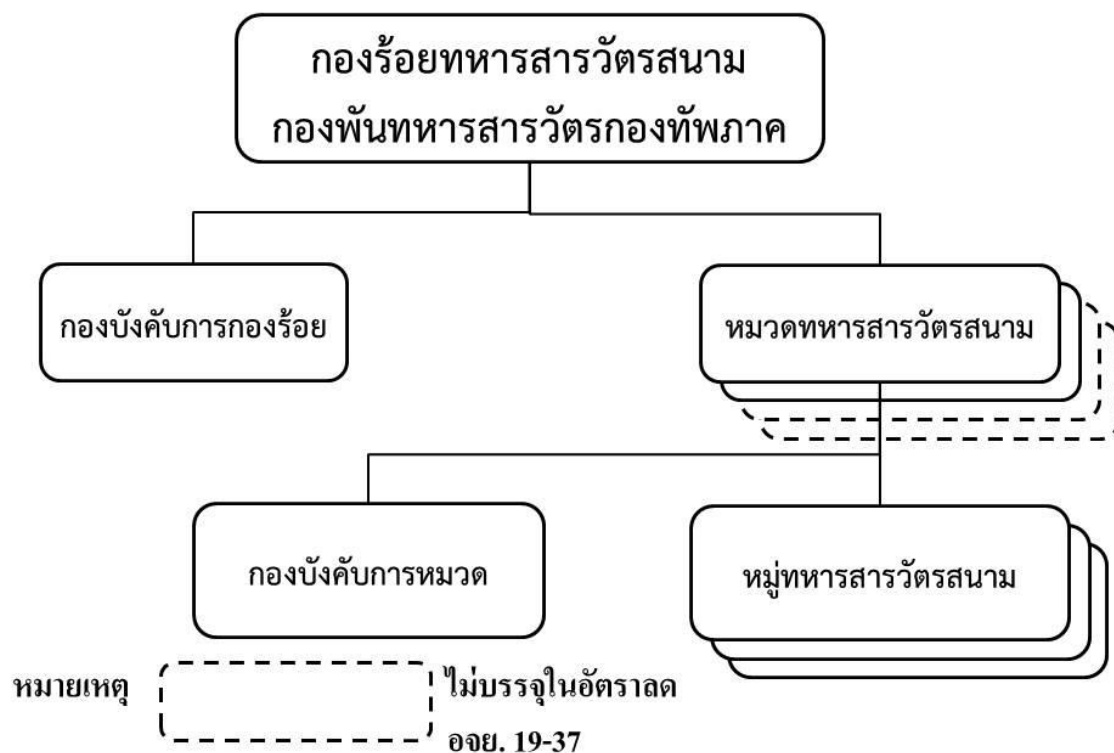 กองร้อยทหารสารวัตรสนาม
กองพันทหารสารวัตรกองทัพภาค
กองบังคับการกองร้อย
หมวดทหารสารวัตรสนาม
กองบังคับการหมวด
หมู่ทหารสารวัตรสนาม
หมายเหตุ
ไม่บรรจุในอัตราลด
อจย. 19-37